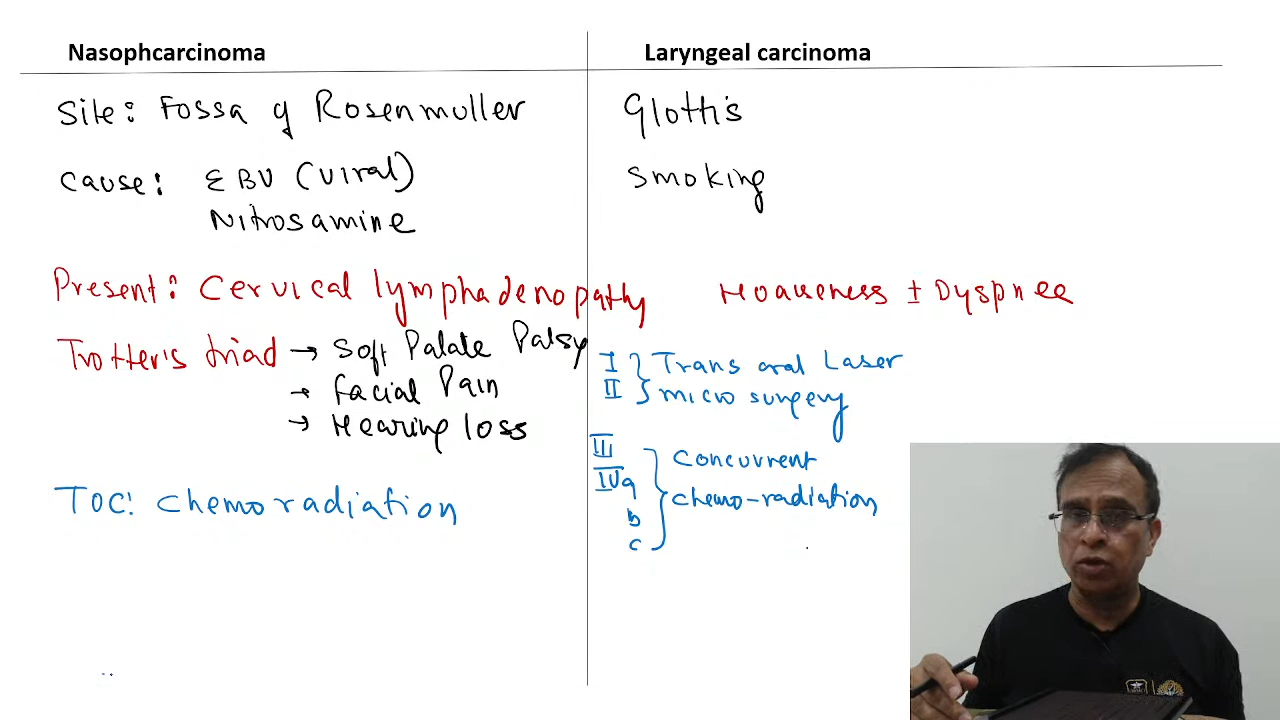 Nasophcarcinoma
Site: Fossa of Rosenmuller
Cause: EBV (viral)
Nitrosamine
Present: Cervical lymphadenopathy
Trotter's triad → Soft Palate Palsy
→ Facial Pain
→ Hearing loss
TOC: Chemoradiation
Laryngeal carcinoma
Glottis
Smoking
Hoarseness ± Dyspnea
I
II } Trans oral Laser
micro surgery
III
IVa
b
c } Concurrent
chemo-radiation